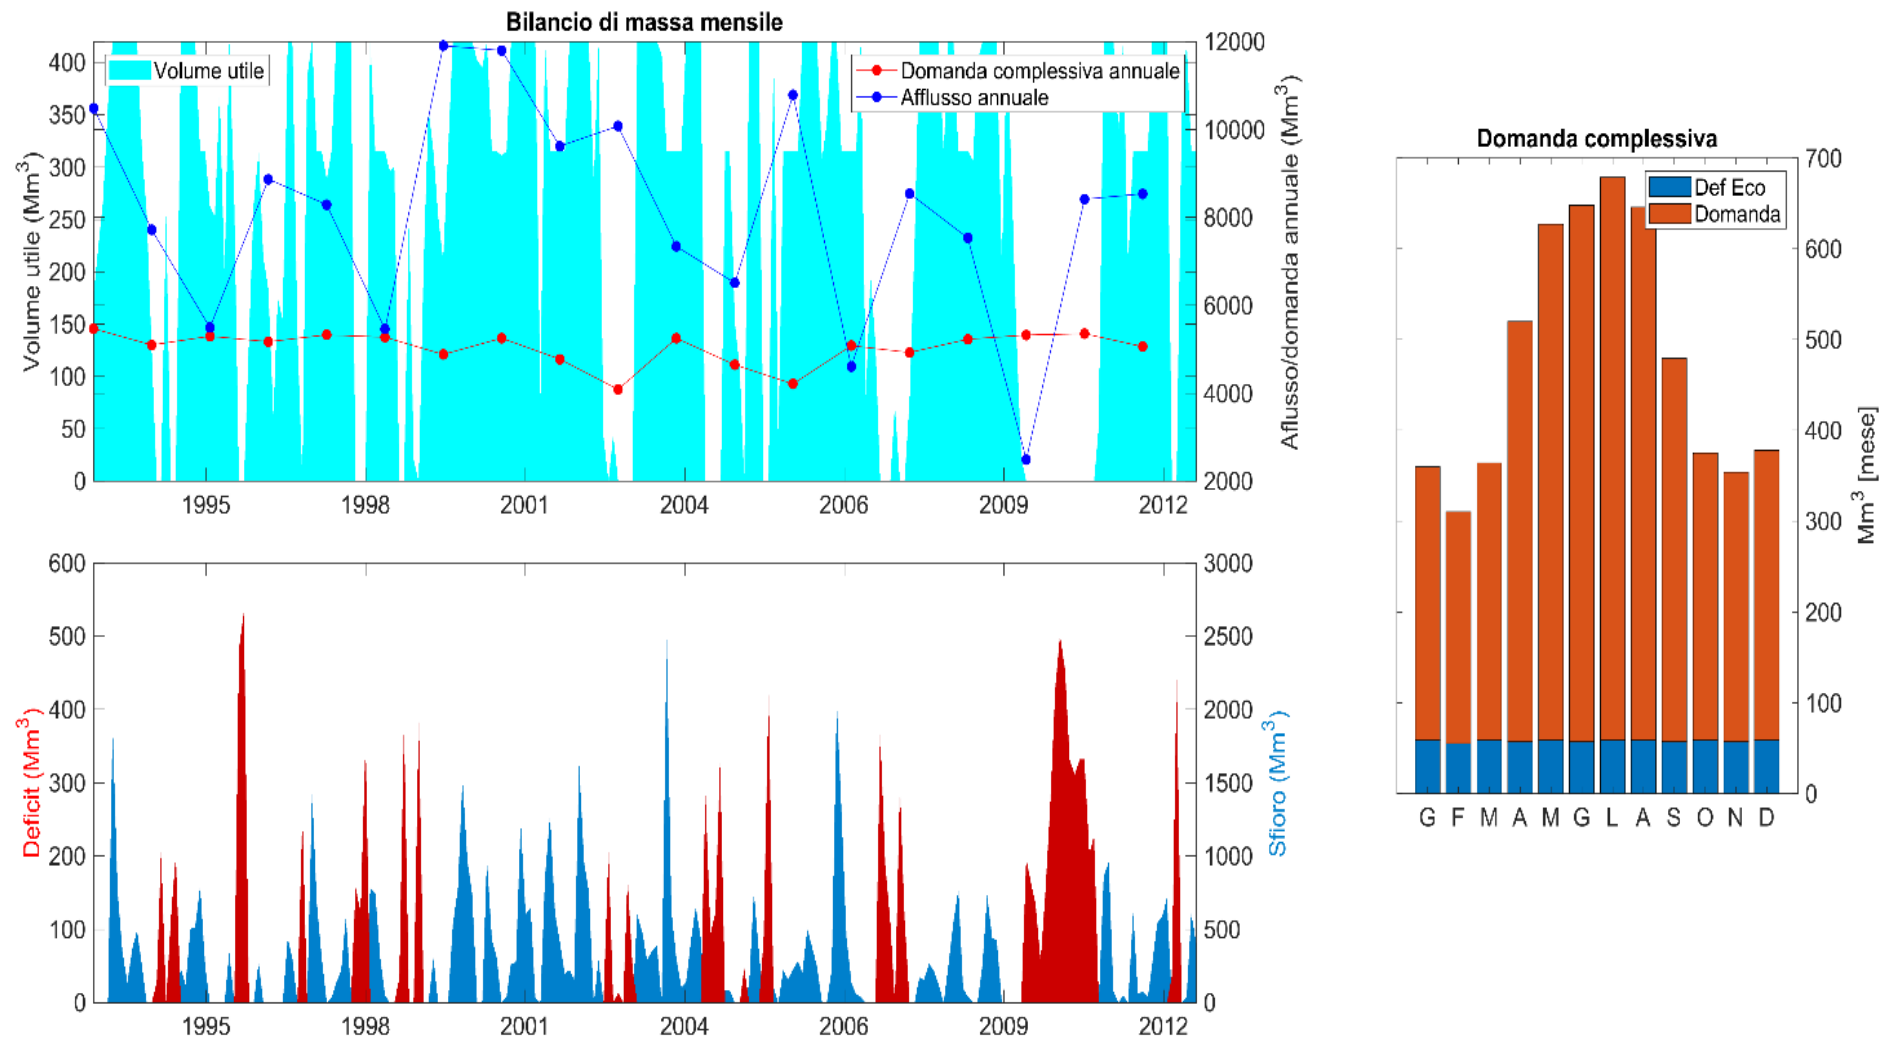 Bilancio di massa mensile
Volume utile
Domanda complessiva annuale
Afflusso annuale
Volume utile (Mm³)
400
350
300
250
200
150
100
50
0
12000
10000
8000
6000
4000
2000
Aflusso/domanda annuale (Mm³)
1995 1998 2001 2004 2006 2009 2012
Deficit (Mm³)
600
500
400
300
200
100
0
3000
2500
2000
1500
1000
500
0
Sfioro (Mm³)
1995 1998 2001 2004 2006 2009 2012
Domanda complessiva
Def Eco
Domanda
700
600
500
400
300
200
100
0
Mm³ [mese]
G F M A M G L A S O N D